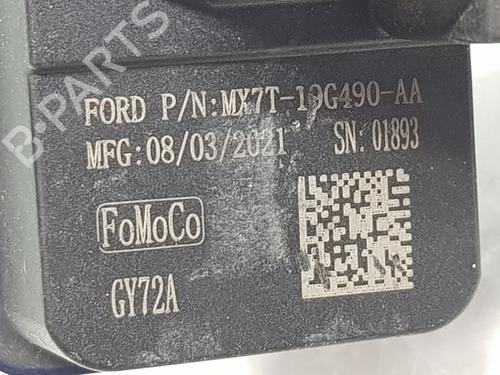 B-PARTS
FORD P/N:MX7T-19G490-AA
MFG:08/03/2021 SN:01893
FoMoCo
GY72A